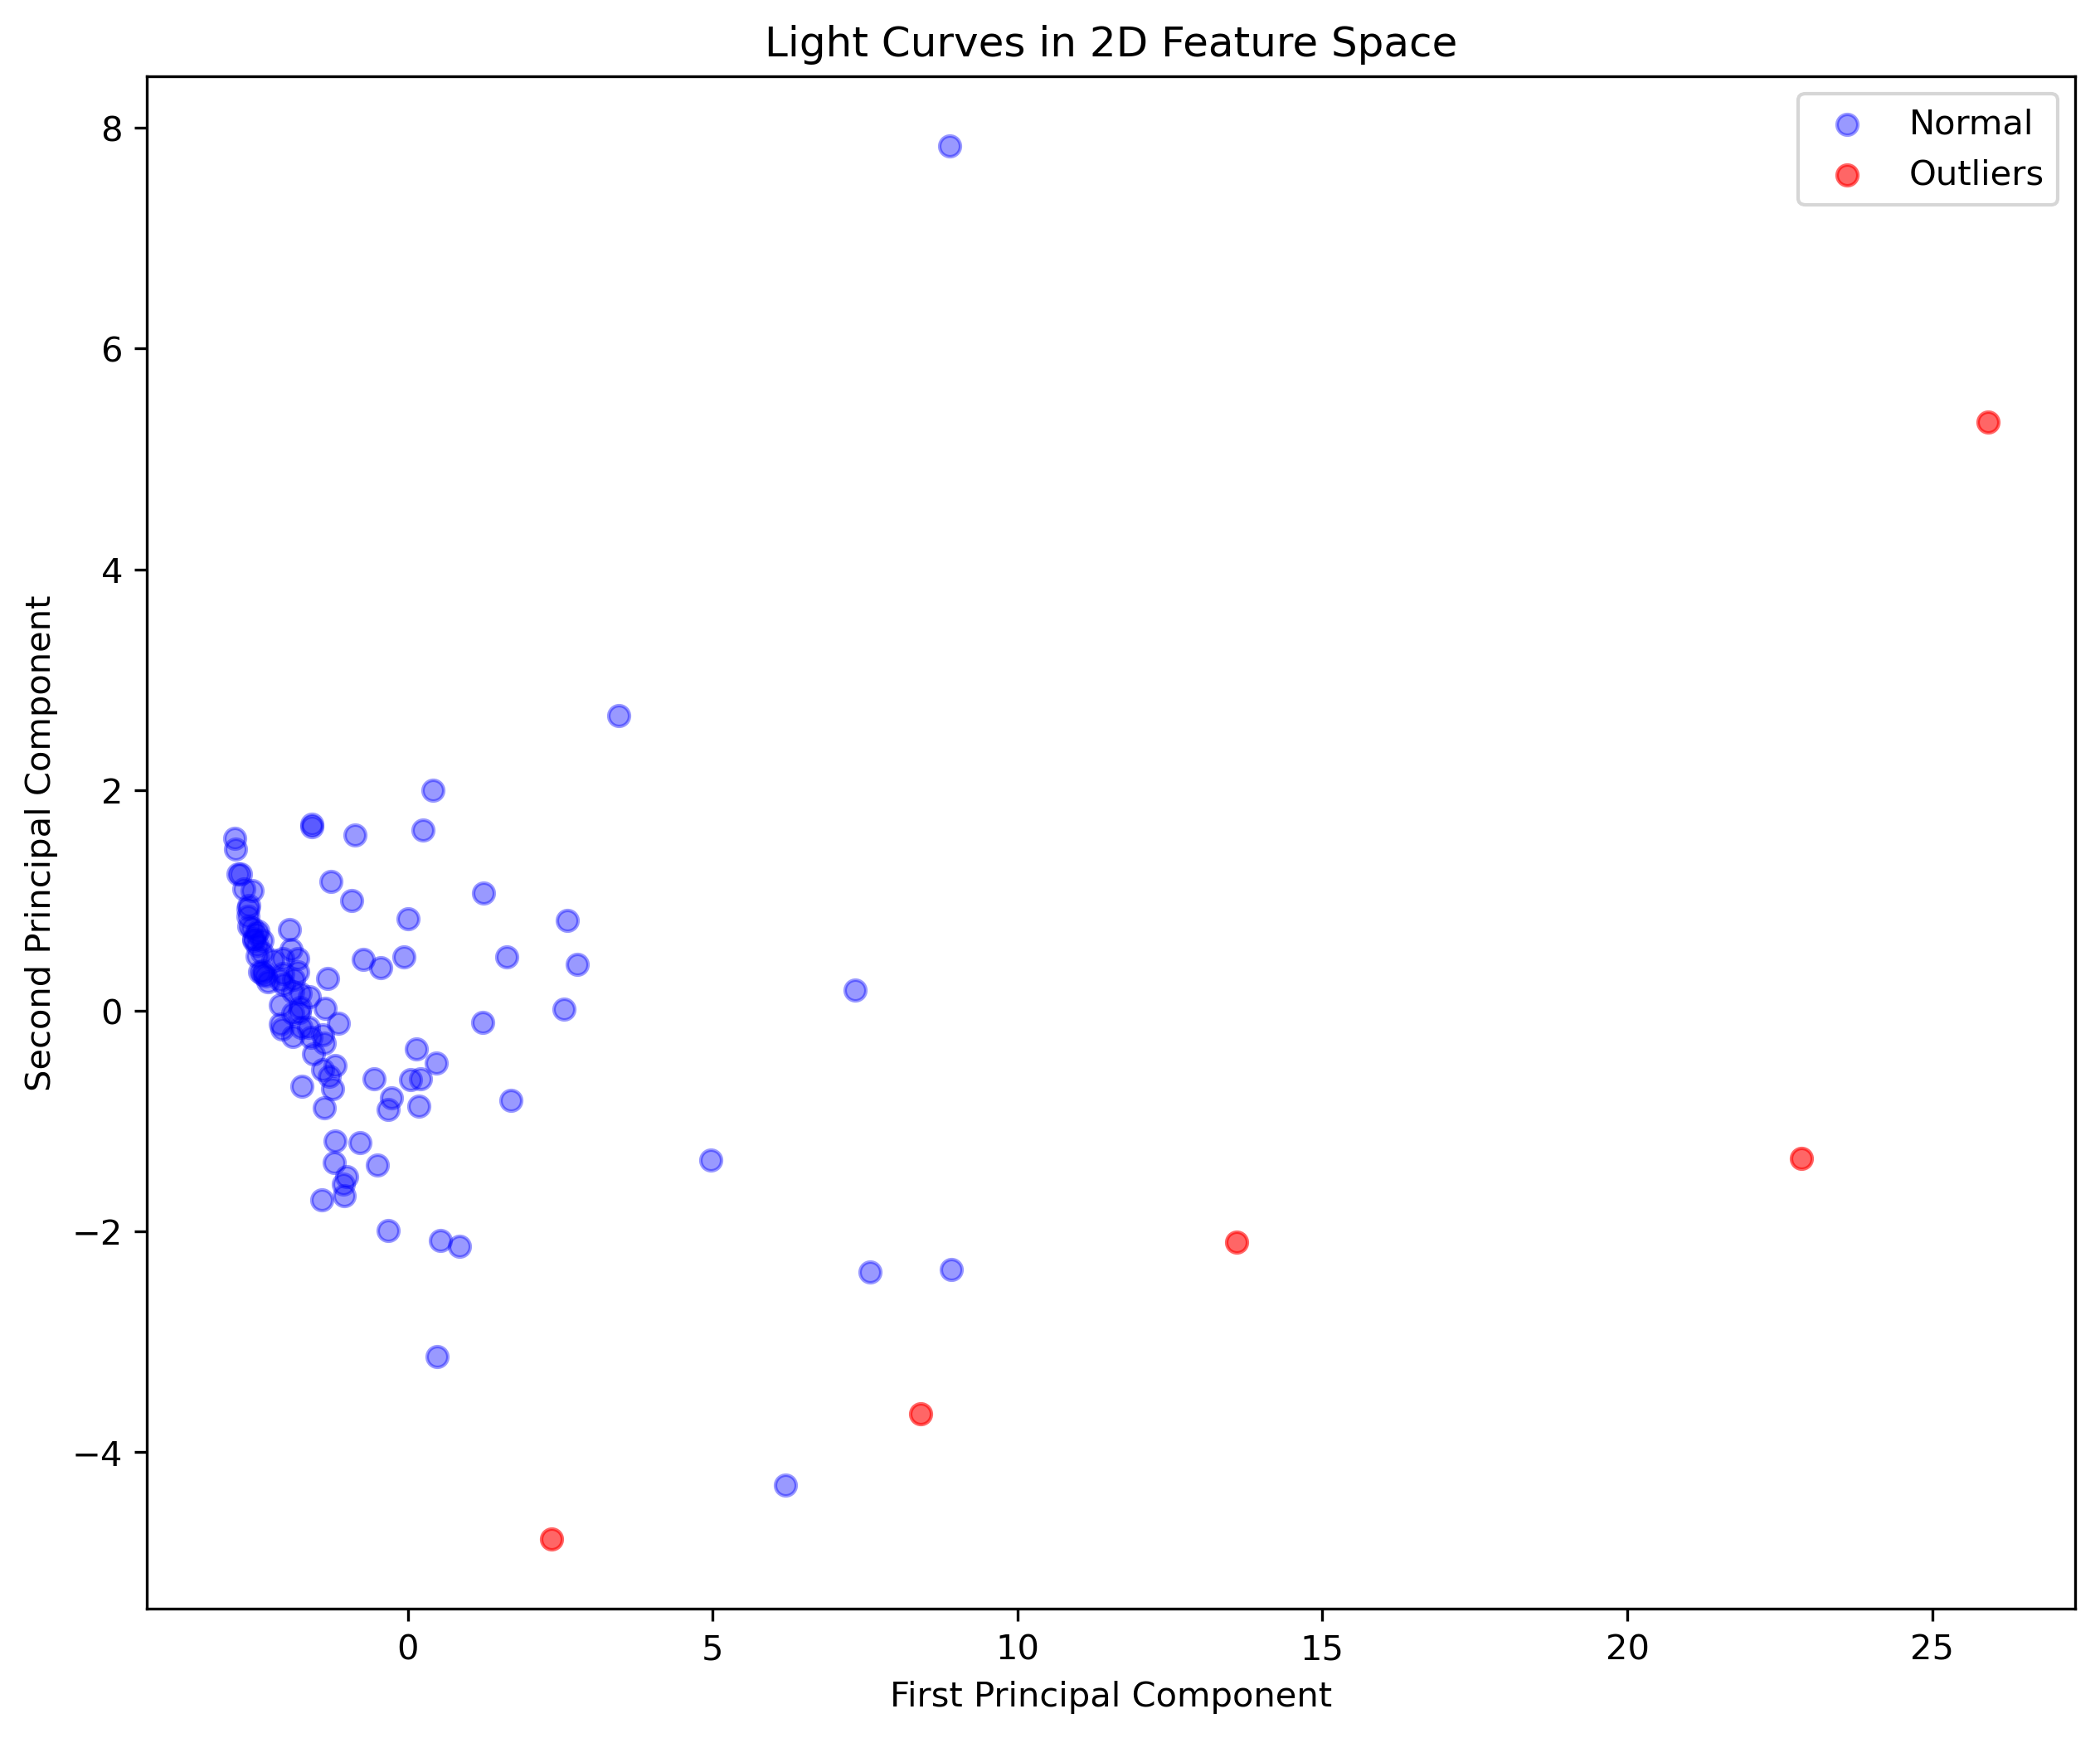 Light Curves in 2D Feature Space
Normal
Outliers
8
6
4
2
0
−2
−4
Second Principal Component
0
5
10
15
20
25
First Principal Component